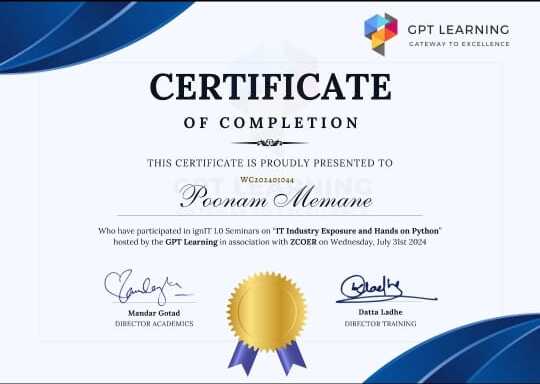 GPT LEARNING
GATEWAY TO EXCELLENCE
CERTIFICATE
OF COMPLETION
THIS CERTIFICATE IS PROUDLY PRESENTED TO
WC202401044
GPT LEARNING
Poonam Memane
Who have participated in ignIT 1.0 Seminars on "IT Industry Exposure and Hands on Python"
hosted by the GPT Learning in association with ZCOER on Wednesday, July 31st 2024
Mandar Gotad
DIRECTOR ACADEMICS
Datta Ladhe
DIRECTOR TRAINING